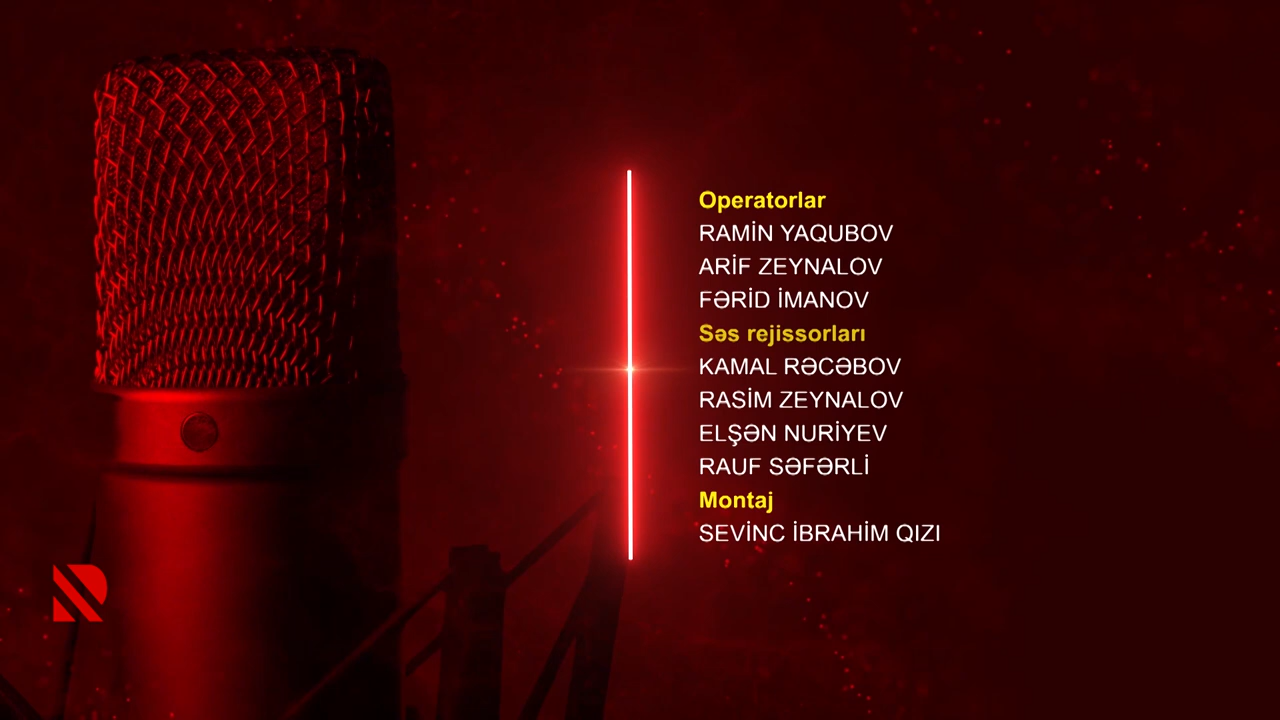 Operatorlar
RAMİN YAQUBOV
ARİF ZEYNALOV
FƏRİD İMANOV
Səs rejissorları
KAMAL RƏCƏBOV
RASİM ZEYNALOV
ELŞƏN NURİYEV
RAUF SƏFƏRLİ
Montaj
SEVİNC İBRAHİM QIZI